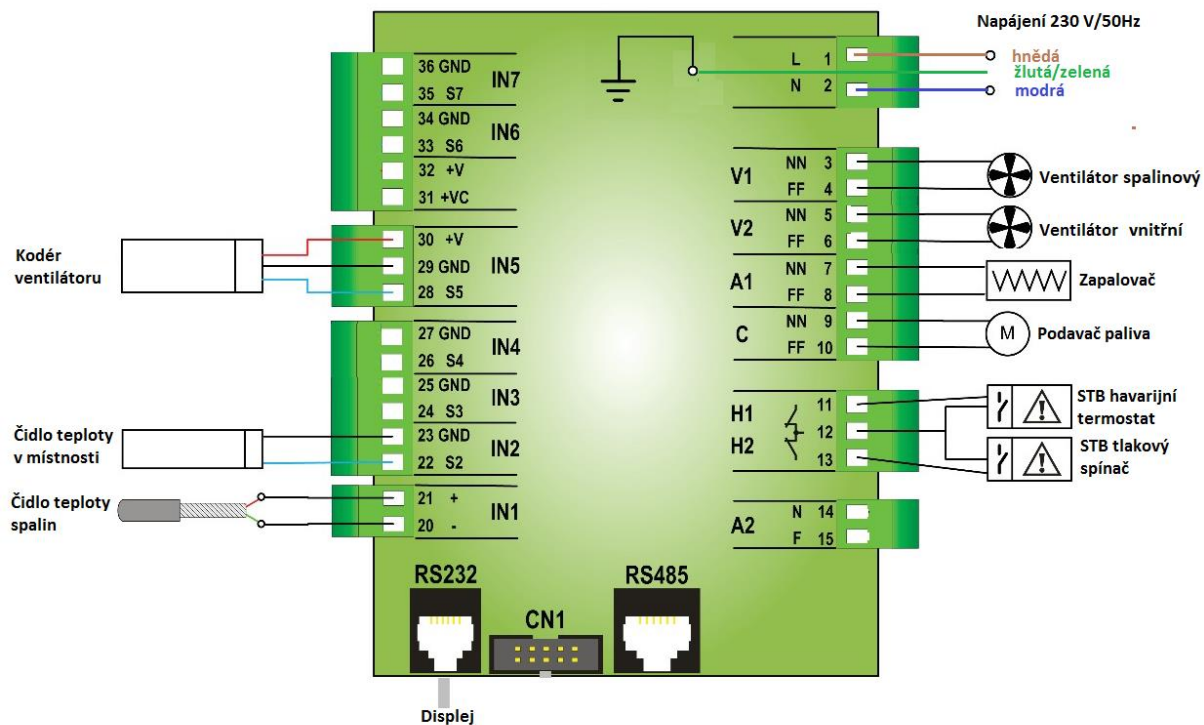 Napájení 230 V/50Hz
L 1
N 2
hnědá
žlutá/zelená
modrá
36 GND
35 S7
IN7
34 GND
33 S6
IN6
32 +V
31 +VC
Kodér
ventilátoru
30 +V
29 GND
28 S5
IN5
27 GND
26 S4
IN4
25 GND
24 S3
IN3
Čidlo teploty
v místnosti
23 GND
22 S2
IN2
Čidlo teploty
spalin
21 +
20 -
IN1
V1
NN 3
FF 4
Ventilátor spalinový
V2
NN 5
FF 6
Ventilátor vnitřní
A1
NN 7
FF 8
Zapalovač
C
NN 9
FF 10
M
Podavač paliva
H1
H2
11
12
13
STB havarijní
termostat
STB tlakový
spínač
A2
N 14
F 15
RS232
CN1
RS485
Displej